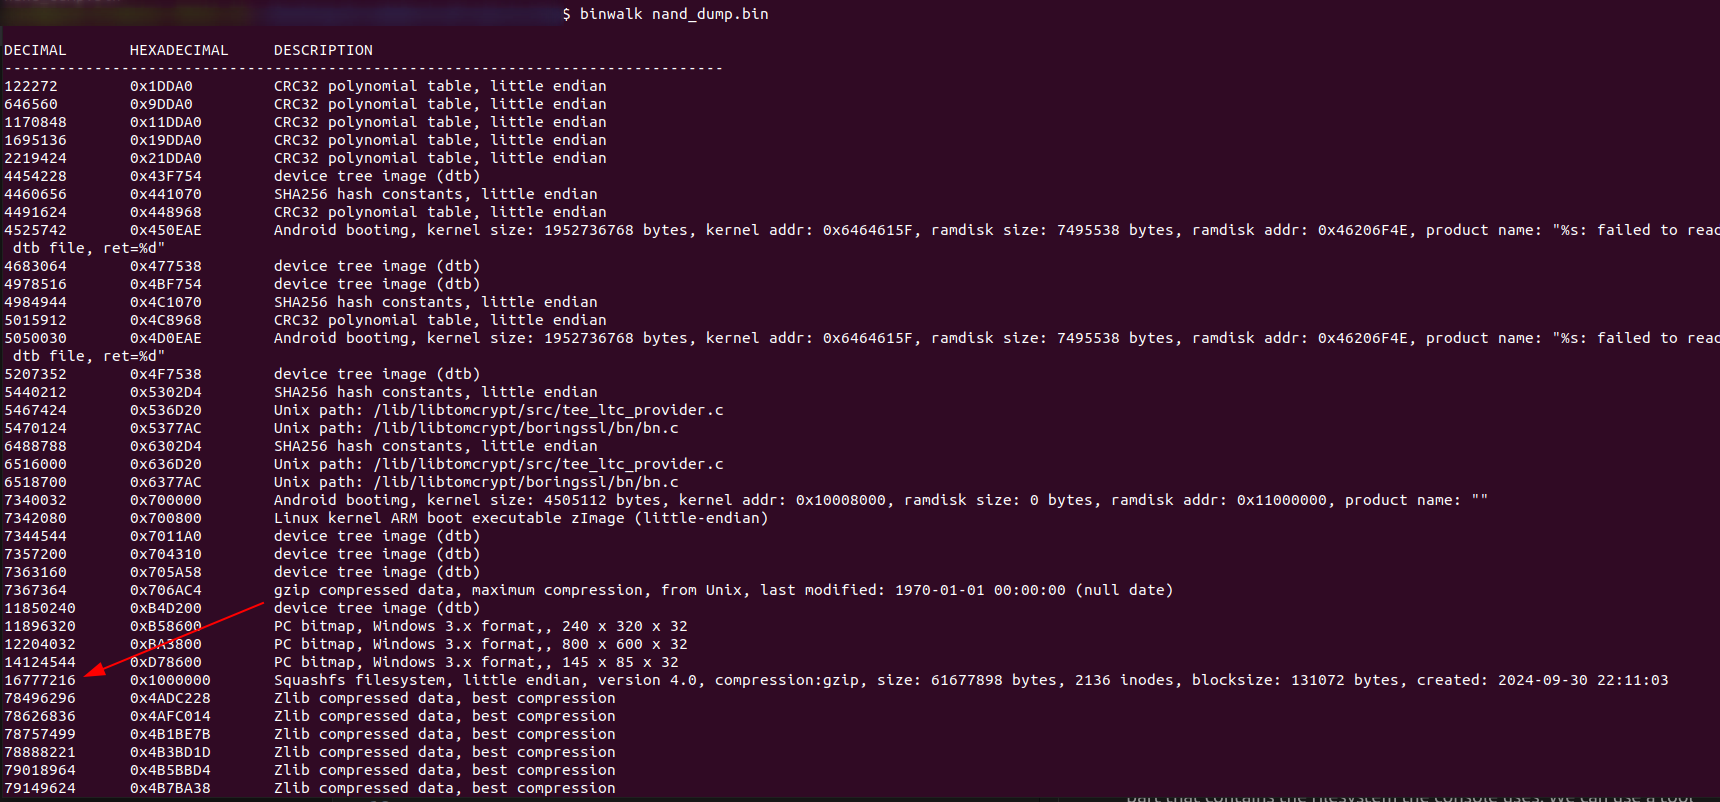 $ binwalk nand_dump.bin
DECIMAL       HEXADECIMAL     DESCRIPTION
--------------------------------------------------------------------------------
122272        0x1DDA0         CRC32 polynomial table, little endian
646560        0x9DDA0         CRC32 polynomial table, little endian
1170848       0x11DDA0        CRC32 polynomial table, little endian
1695136       0x19DDA0        CRC32 polynomial table, little endian
2219424       0x21DDA0        CRC32 polynomial table, little endian
4454228       0x43F754        device tree image (dtb)
4460656       0x441070        SHA256 hash constants, little endian
4491624       0x448968        CRC32 polynomial table, little endian
4525742       0x450EAE        Android bootimg, kernel size: 1952736768 bytes, kernel addr: 0x6464615F, ramdisk size: 7495538 bytes, ramdisk addr: 0x46206F4E, product name: "%s: failed to read
 dtb file, ret=%d"
4683064       0x477538        device tree image (dtb)
4978516       0x4BF754        device tree image (dtb)
4984944       0x4C1070        SHA256 hash constants, little endian
5015912       0x4C8968        CRC32 polynomial table, little endian
5050030       0x4D0EAE        Android bootimg, kernel size: 1952736768 bytes, kernel addr: 0x6464615F, ramdisk size: 7495538 bytes, ramdisk addr: 0x46206F4E, product name: "%s: failed to read
 dtb file, ret=%d"
5207352       0x4F7538        device tree image (dtb)
5440212       0x5302D4        SHA256 hash constants, little endian
5467424       0x536D20        Unix path: /lib/libtomcrypt/src/tee_ltc_provider.c
5470124       0x5377AC        Unix path: /lib/libtomcrypt/boringssl/bn/bn.c
6488788       0x6302D4        SHA256 hash constants, little endian
6516000       0x636D20        Unix path: /lib/libtomcrypt/src/tee_ltc_provider.c
6518700       0x6377AC        Unix path: /lib/libtomcrypt/boringssl/bn/bn.c
7340032       0x700000        Android bootimg, kernel size: 4505112 bytes, kernel addr: 0x10008000, ramdisk size: 0 bytes, ramdisk addr: 0x11000000, product name: ""
7342080       0x700800        Linux kernel ARM boot executable zImage (little-endian)
7344544       0x7011A0        device tree image (dtb)
7357200       0x704310        device tree image (dtb)
7363160       0x705A58        device tree image (dtb)
7367364       0x706AC4        gzip compressed data, maximum compression, from Unix, last modified: 1970-01-01 00:00:00 (null date)
11850240      0xB4D200        device tree image (dtb)
11896320      0xB58600        PC bitmap, Windows 3.x format,, 240 x 320 x 32
12204032      0xBA3800        PC bitmap, Windows 3.x format,, 800 x 600 x 32
14124544      0xD78600        PC bitmap, Windows 3.x format,, 145 x 85 x 32
16777216      0x1000000       Squashfs filesystem, little endian, version 4.0, compression:gzip, size: 61677898 bytes, 2136 inodes, blocksize: 131072 bytes, created: 2024-09-30 22:11:03
78496296      0x4ADC228       Zlib compressed data, best compression
78626836      0x4AFC014       Zlib compressed data, best compression
78757499      0x4B1BE7B       Zlib compressed data, best compression
78888221      0x4B3BD1D       Zlib compressed data, best compression
79018964      0x4B5BBD4       Zlib compressed data, best compression
79149624      0x4B7BA38       Zlib compressed data, best compression